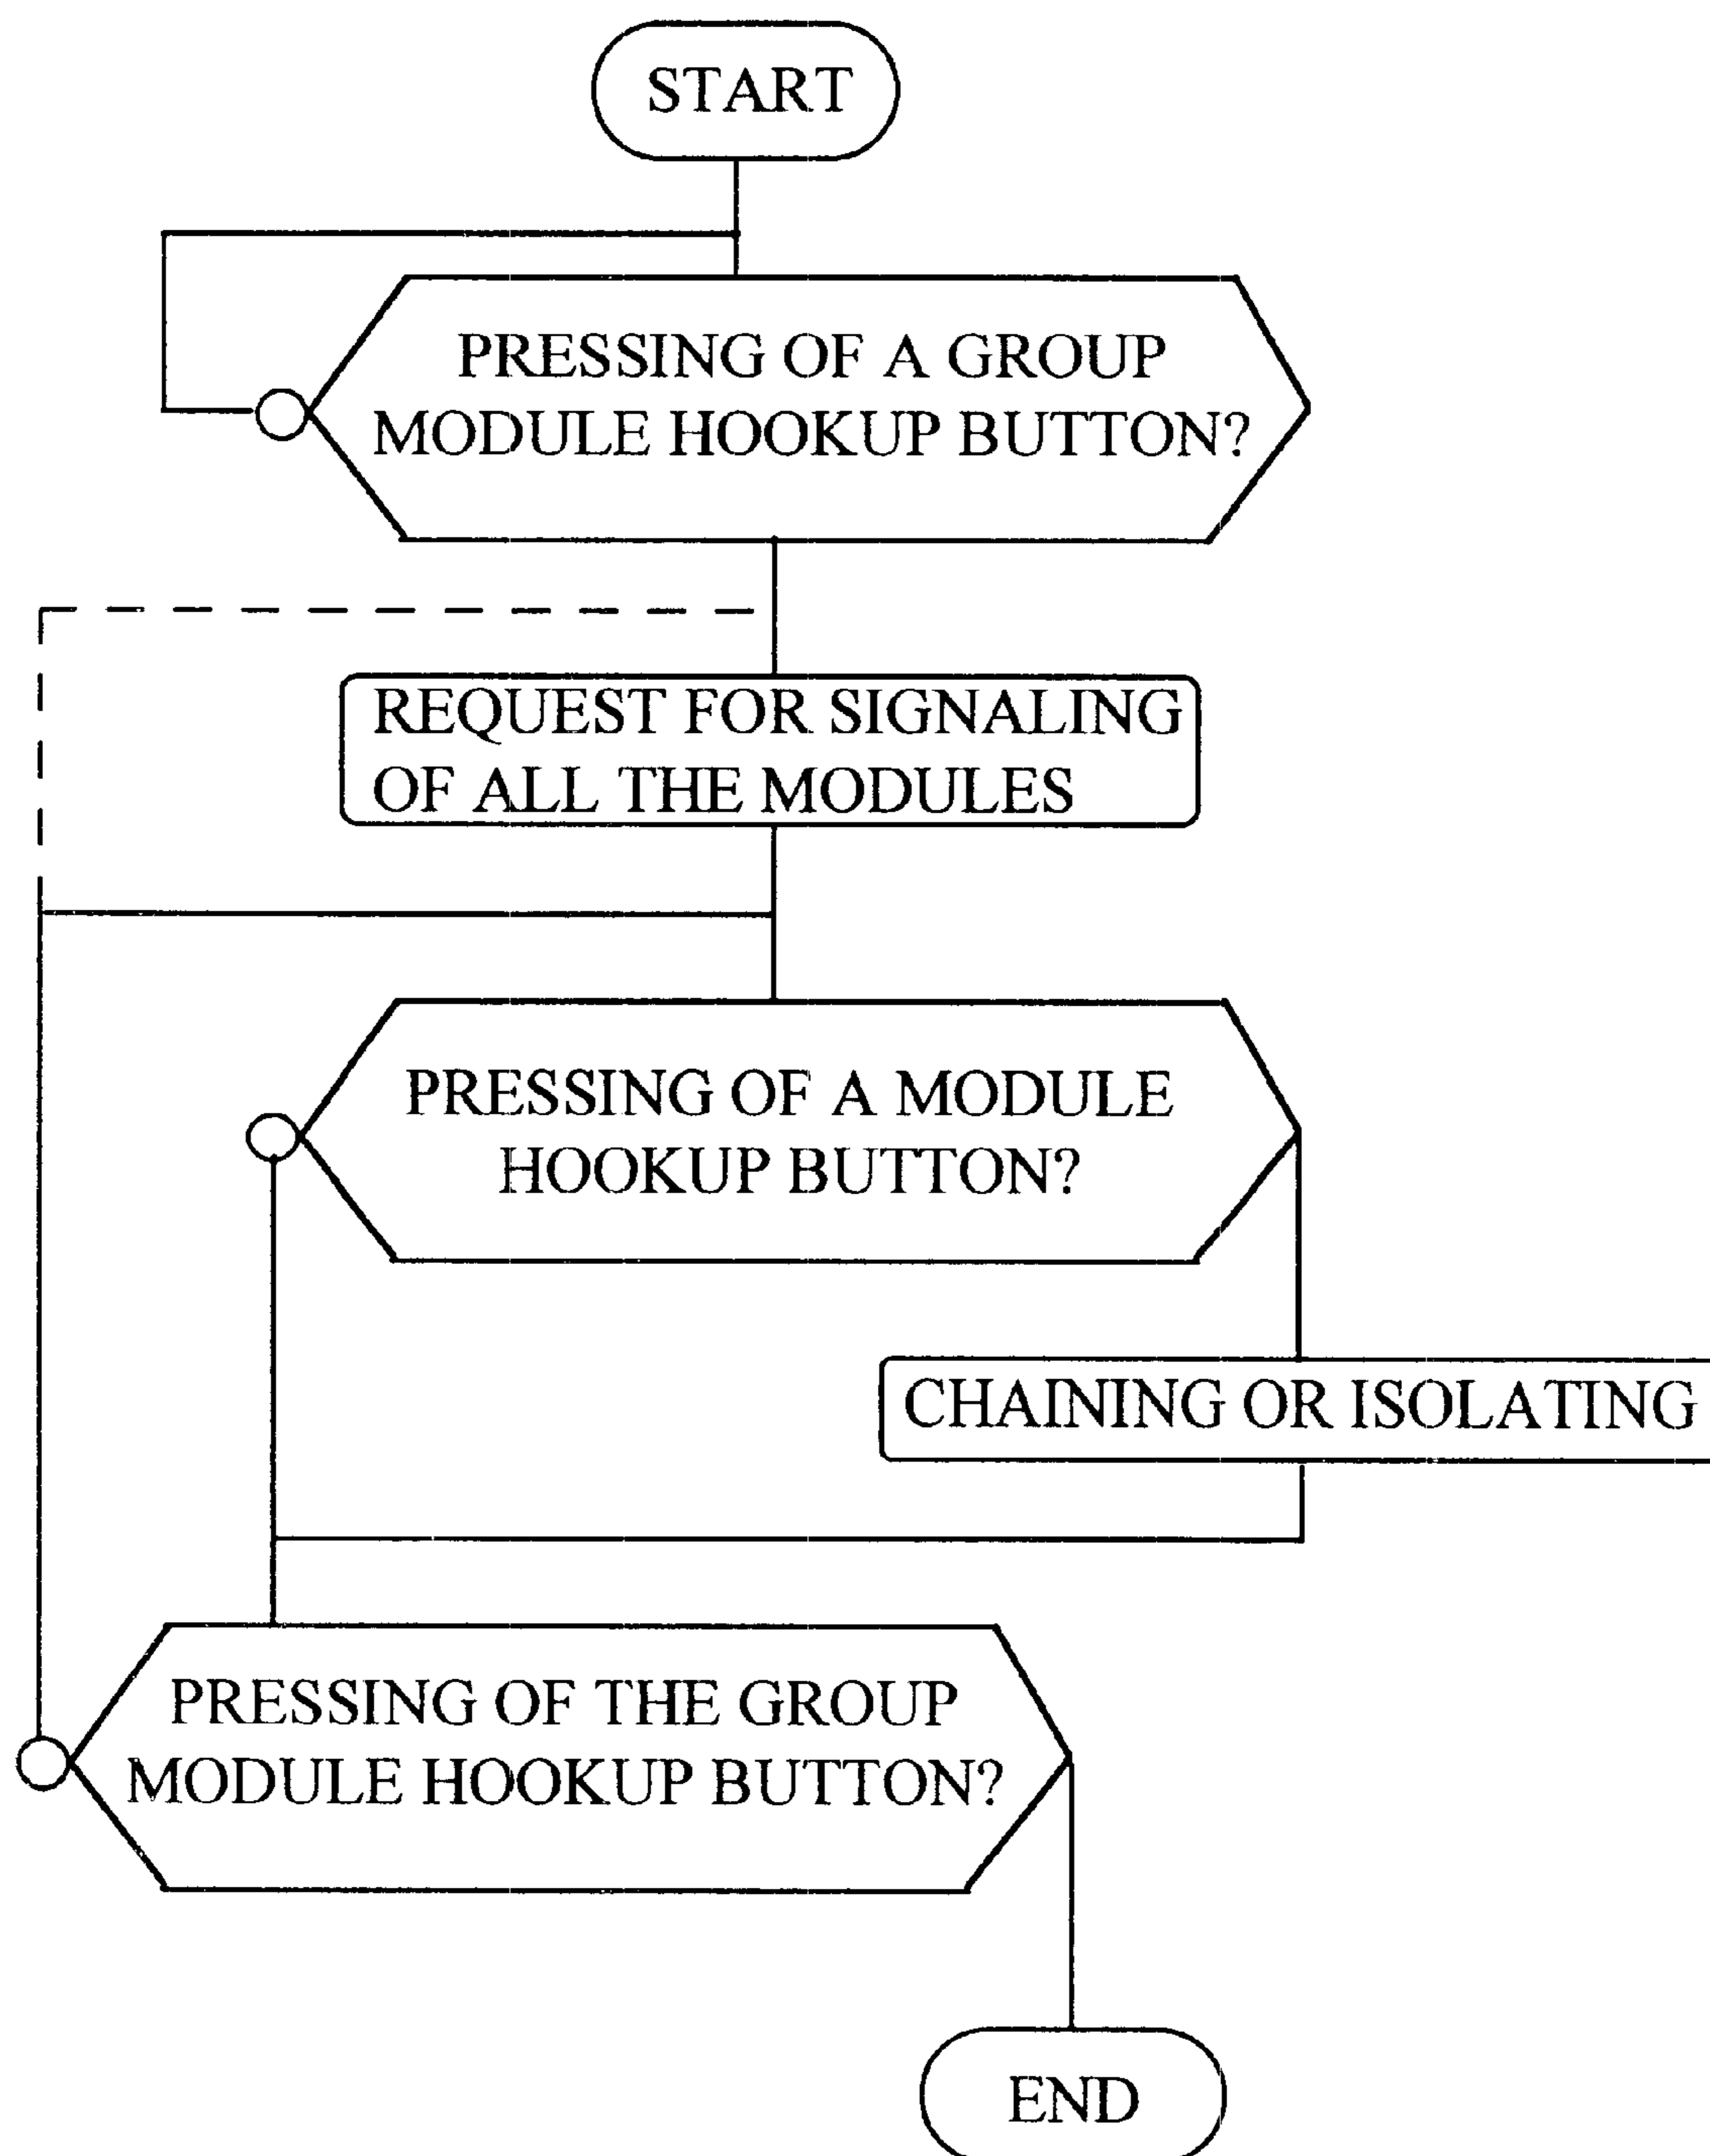 START
PRESSING OF A GROUP
MODULE HOOKUP BUTTON?
REQUEST FOR SIGNALING
OF ALL THE MODULES
PRESSING OF A MODULE
HOOKUP BUTTON?
CHAINING OR ISOLATING
PRESSING OF THE GROUP
MODULE HOOKUP BUTTON?
END